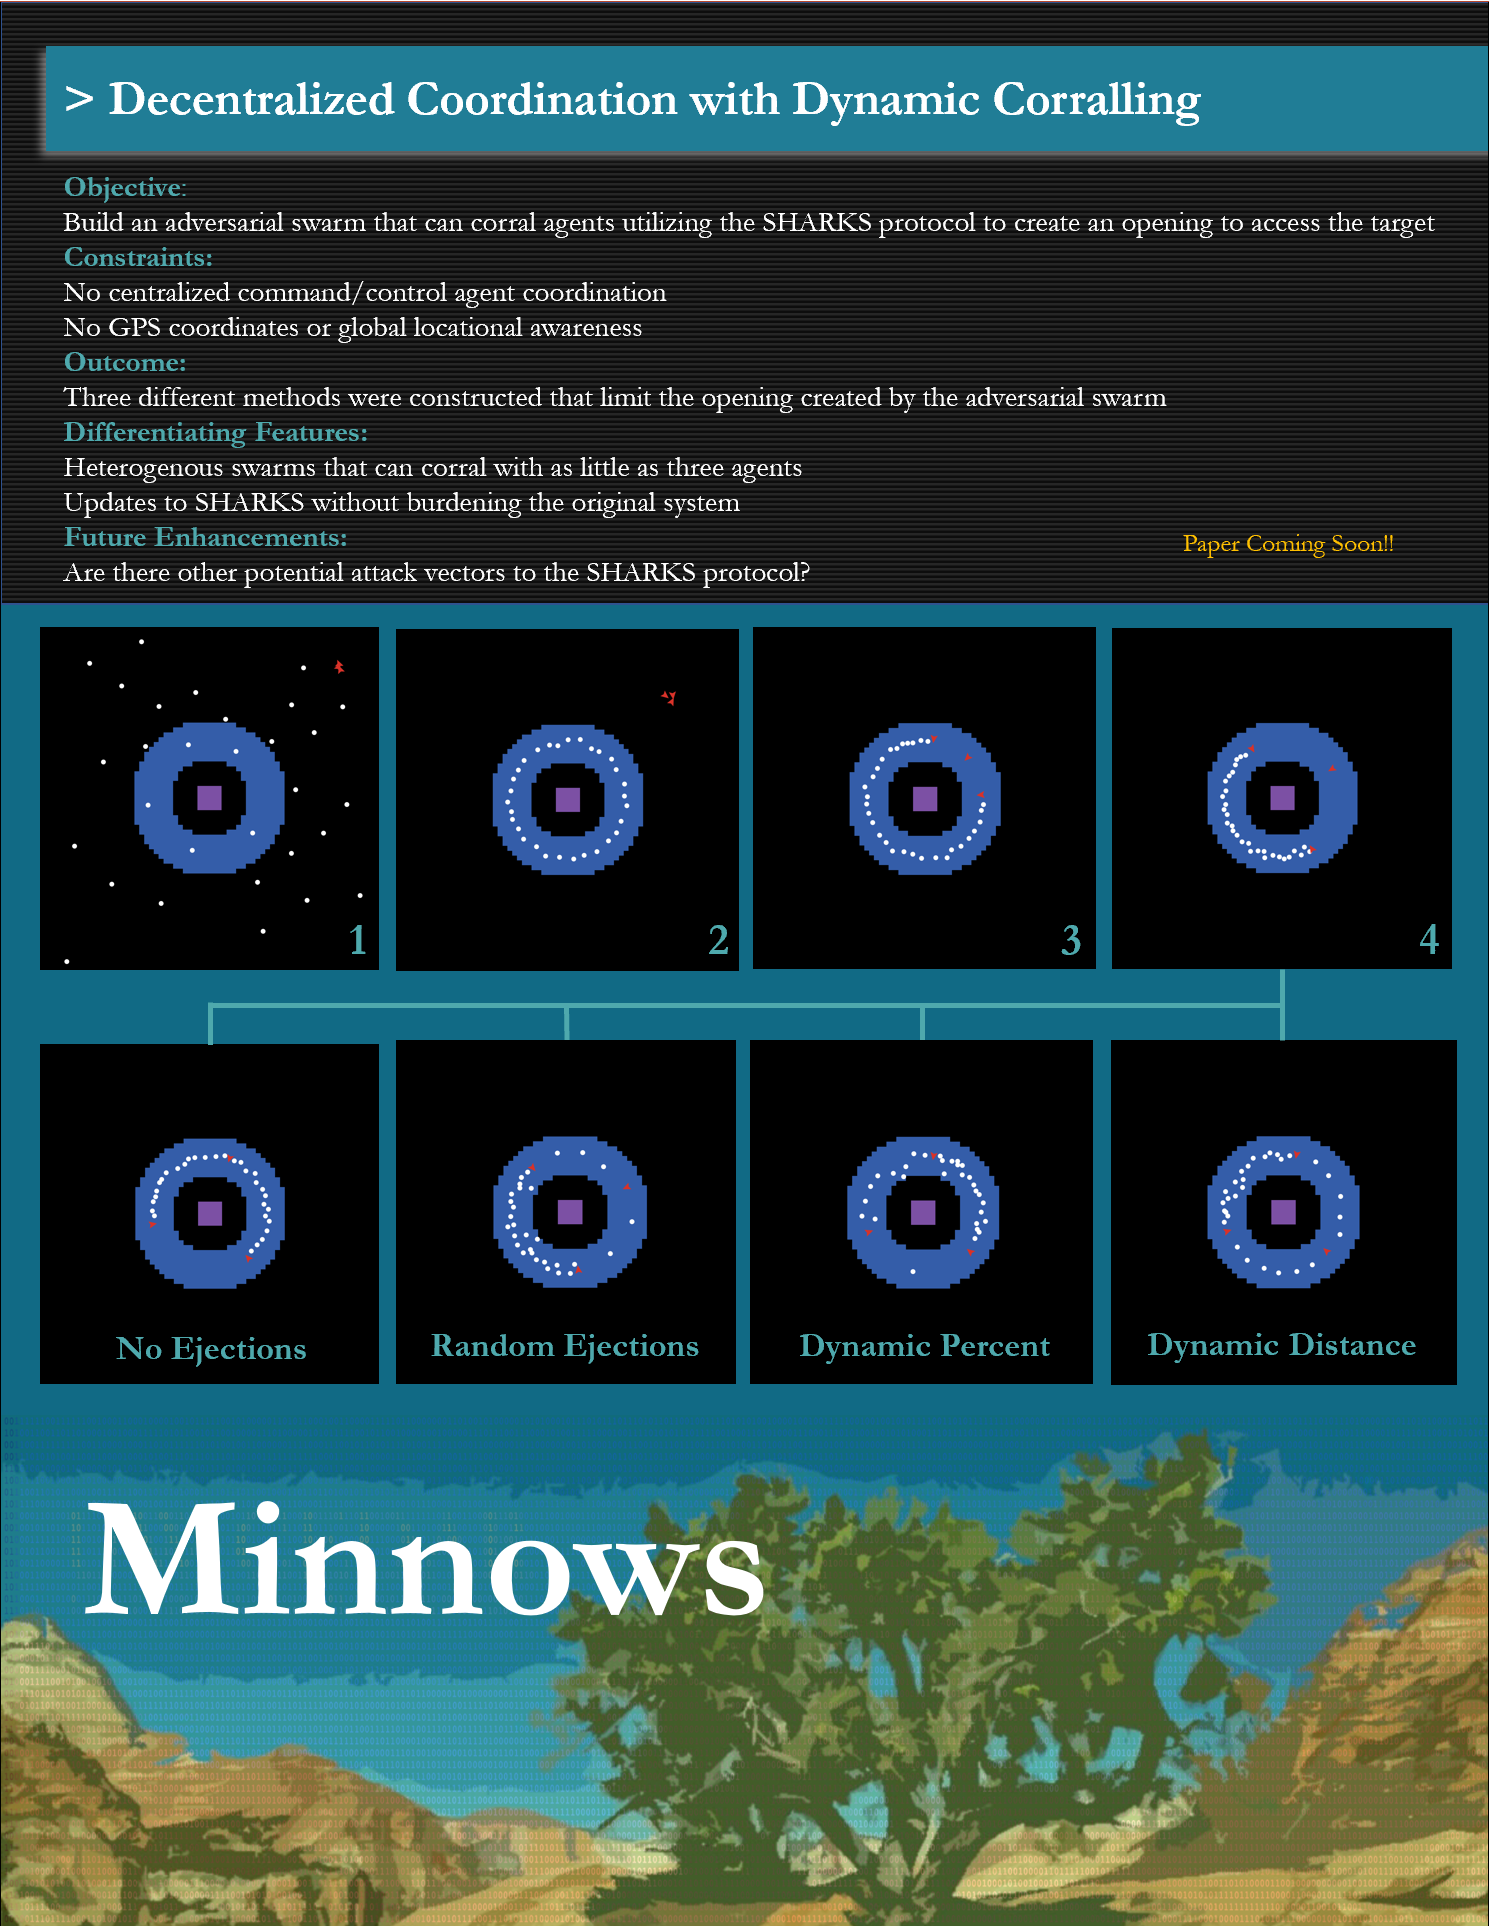 > Decentralized Coordination with Dynamic Corralling
Objective:
Build an adversarial swarm that can corral agents utilizing the SHARKS protocol to create an opening to access the target
Constraints:
No centralized command/control agent coordination
No GPS coordinates or global locational awareness
Outcome:
Three different methods were constructed that limit the opening created by the adversarial swarm
Differentiating Features:
Heterogenous swarms that can corral with as little as three agents
Updates to SHARKS without burdening the original system
Future Enhancements:
Paper Coming Soon!!
Are there other potential attack vectors to the SHARKS protocol?
1
2
3
4
No Ejections
Random Ejections
Dynamic Percent
Dynamic Distance
Minnows